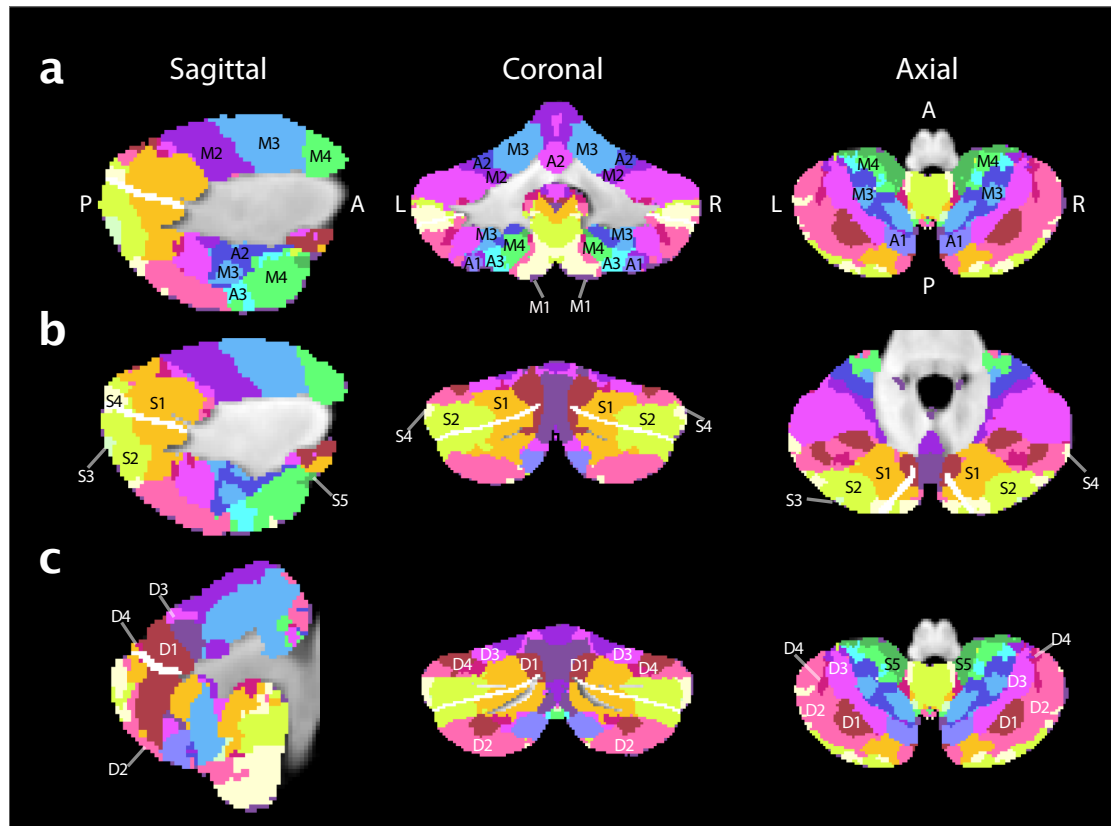 a
Sagittal Coronal Axial
A
M3
M2 M4
P A
A2
M3 M4
A3
M3 M3
A2 A2 A2
M2 M2
L R
M3 M3
M4 M4
A1 A3 A3 A1
M1 M1
M4 M4
M3 M3
L R
A1 A1
P
b
S4 S1
S3 S2
S5
S1 S1
S2 S2
S4 S4
S1 S1
S3 S2 S2 S4
c
D3
D4
D1
D2
D3 D3
D4 D1 D1 D4
D2 D2
D4 D4
D3 S5 S5 D3
D2 D2
D1 D1